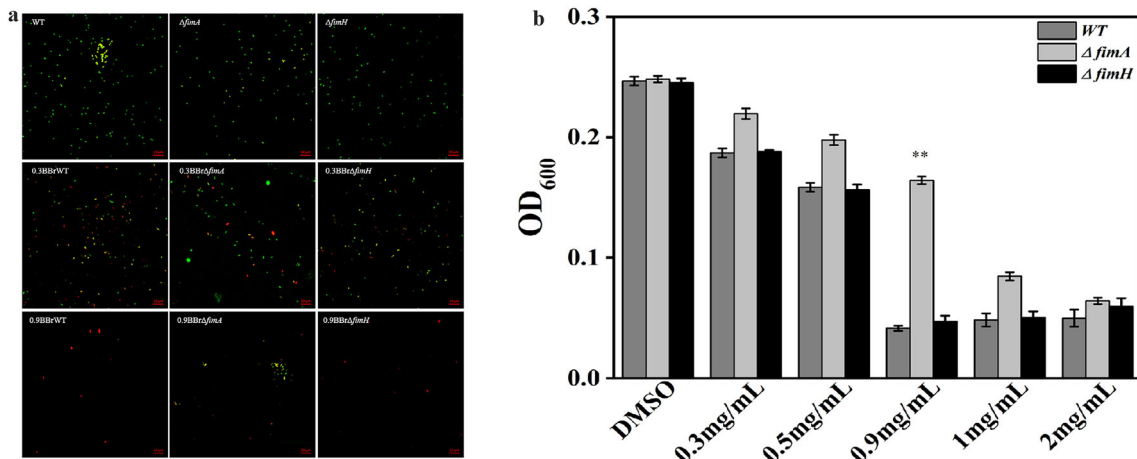 a
WT
ΔfimA
ΔfimH
0.3BBrWT
0.3BBrΔfimA
0.3BBrΔfimH
0.9BBrWT
0.9BBrΔfimA
0.9BBrΔfimH
b
OD600
0.3
0.2
0.1
0.0
**
WT
Δ fimA
Δ fimH
DMSO
0.3mg/mL
0.5mg/mL
0.9mg/mL
1mg/mL
2mg/mL